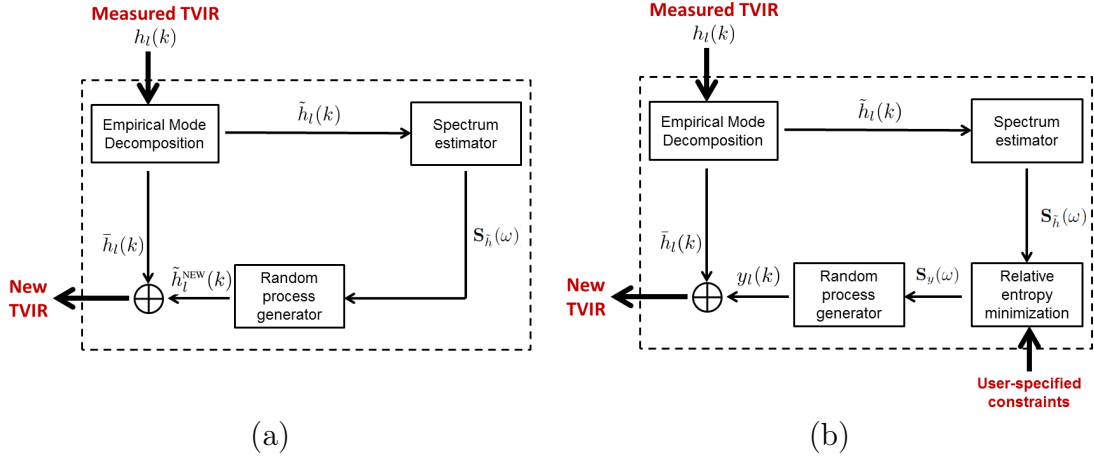 Measured TVIR
h_l(k)
Empirical Mode
Decomposition
h̃_l(k)
Spectrum
estimator
h̄_l(k)
S_h̃(ω)
New
TVIR
h̃_l^NEW(k)
Random
process
generator
(a)
Measured TVIR
h_l(k)
Empirical Mode
Decomposition
h̃_l(k)
Spectrum
estimator
h̄_l(k)
S_h̃(ω)
New
TVIR
y_l(k)
Random
process
generator
S_y(ω)
Relative
entropy
minimization
User-specified
constraints
(b)